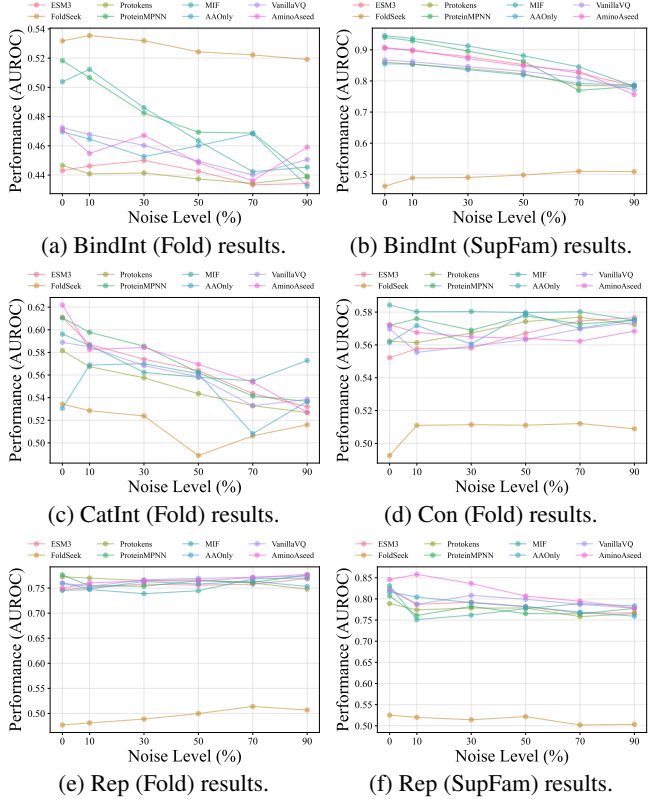 ESM3 Protokens MIF VanillaVQ
FoldSeek ProteinMPNN AAOnly AminoAseed
Performance (AUROC)
0.54
0.52
0.50
0.48
0.46
0.44
0 10 30 50 70 90
Noise Level (%)
(a) BindInt (Fold) results.
ESM3 Protokens MIF VanillaVQ
FoldSeek ProteinMPNN AAOnly AminoAseed
Performance (AUROC)
0.9
0.8
0.7
0.6
0.5
0 10 30 50 70 90
Noise Level (%)
(b) BindInt (SupFam) results.
ESM3 Protokens MIF VanillaVQ
FoldSeek ProteinMPNN AAOnly AminoAseed
Performance (AUROC)
0.62
0.60
0.58
0.56
0.54
0.52
0.50
0 10 30 50 70 90
Noise Level (%)
(c) CatInt (Fold) results.
ESM3 Protokens MIF VanillaVQ
FoldSeek ProteinMPNN AAOnly AminoAseed
Performance (AUROC)
0.58
0.56
0.54
0.52
0.50
0 10 30 50 70 90
Noise Level (%)
(d) Con (Fold) results.
ESM3 Protokens MIF VanillaVQ
FoldSeek ProteinMPNN AAOnly AminoAseed
Performance (AUROC)
0.75
0.70
0.65
0.60
0.55
0.50
0 10 30 50 70 90
Noise Level (%)
(e) Rep (Fold) results.
ESM3 Protokens MIF VanillaVQ
FoldSeek ProteinMPNN AAOnly AminoAseed
Performance (AUROC)
0.85
0.80
0.75
0.70
0.65
0.60
0.55
0.50
0 10 30 50 70 90
Noise Level (%)
(f) Rep (SupFam) results.